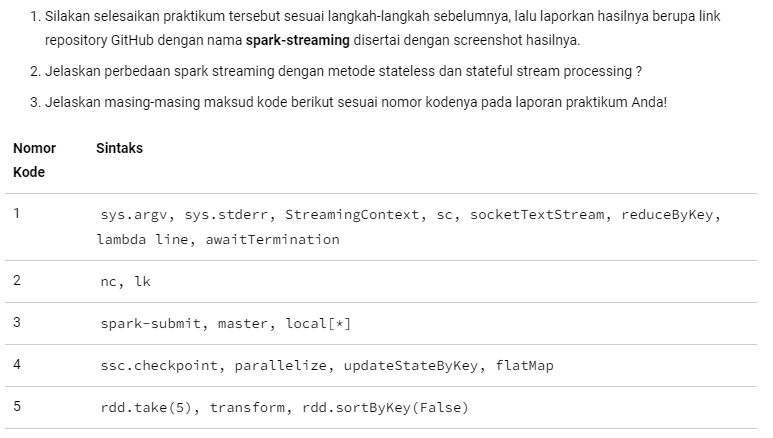 1. Silakan selesaikan praktikum tersebut sesuai langkah-langkah sebelumnya, lalu laporkan hasilnya berupa link
repository GitHub dengan nama spark-streaming disertai dengan screenshot hasilnya.
2. Jelaskan perbedaan spark streaming dengan metode stateless dan stateful stream processing ?
3. Jelaskan masing-masing maksud kode berikut sesuai nomor kodenya pada laporan praktikum Anda!
Nomor Kode Sintaks
1 sys.argv, sys.stderr, StreamingContext, sc, socketTextStream, reduceByKey,
lambda line, awaitTermination
2 nc, lk
3 spark-submit, master, local[*]
4 ssc.checkpoint, parallelize, updateStateByKey, flatMap
5 rdd.take(5), transform, rdd.sortByKey(False)